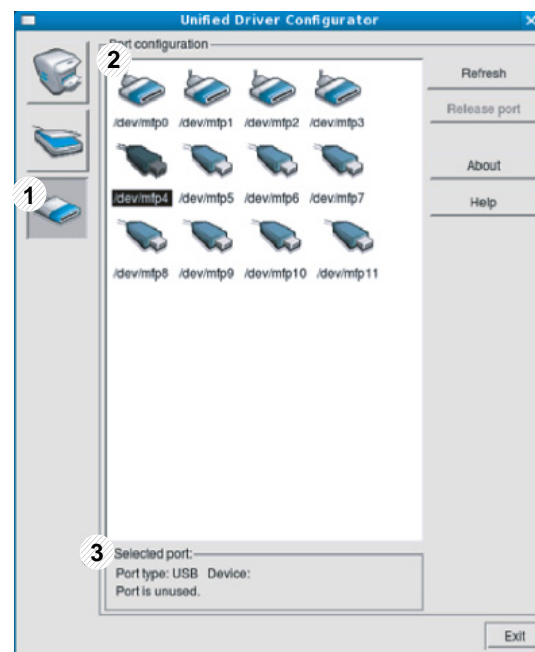 Unified Driver Configurator
Port configuration
2
/dev/mfp0 /dev/mfp1 /dev/mfp2 /dev/mfp3
/dev/mfp4 /dev/mfp5 /dev/mfp6 /dev/mfp7
/dev/mfp8 /dev/mfp9 /dev/mfp10 /dev/mfp11
1
Refresh
Release port
About
Help
3
Selected port:
Port type: USB Device:
Port is unused.
Exit